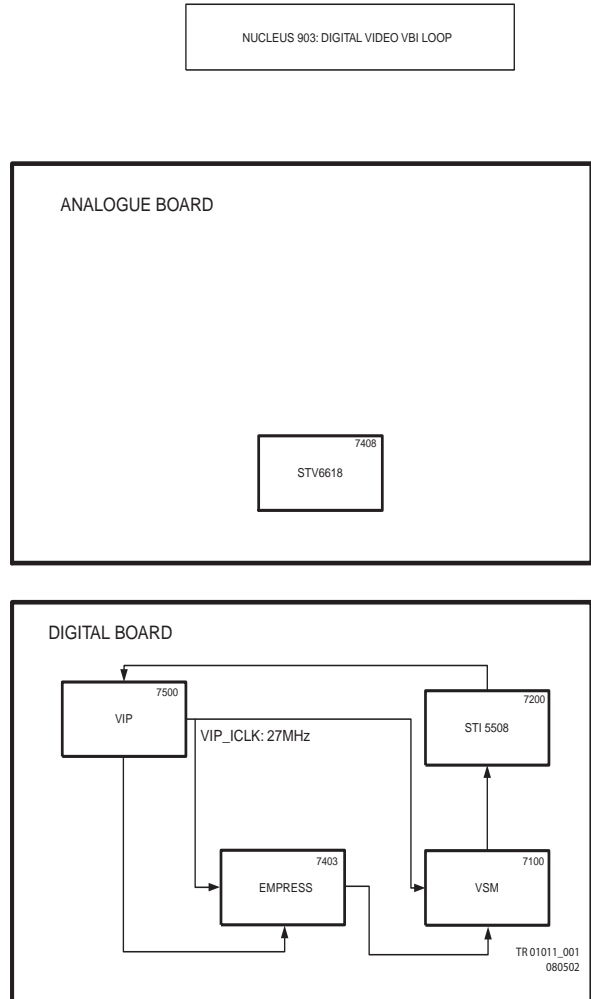 NUCLEUS 903: DIGITAL VIDEO VBI LOOP
ANALOGUE BOARD
7408
STV6618
DIGITAL BOARD
7500
VIP
7200
STI 5508
VIP_ICLK: 27MHz
7403
EMPRESS
7100
VSM
TR 01011_001
080502